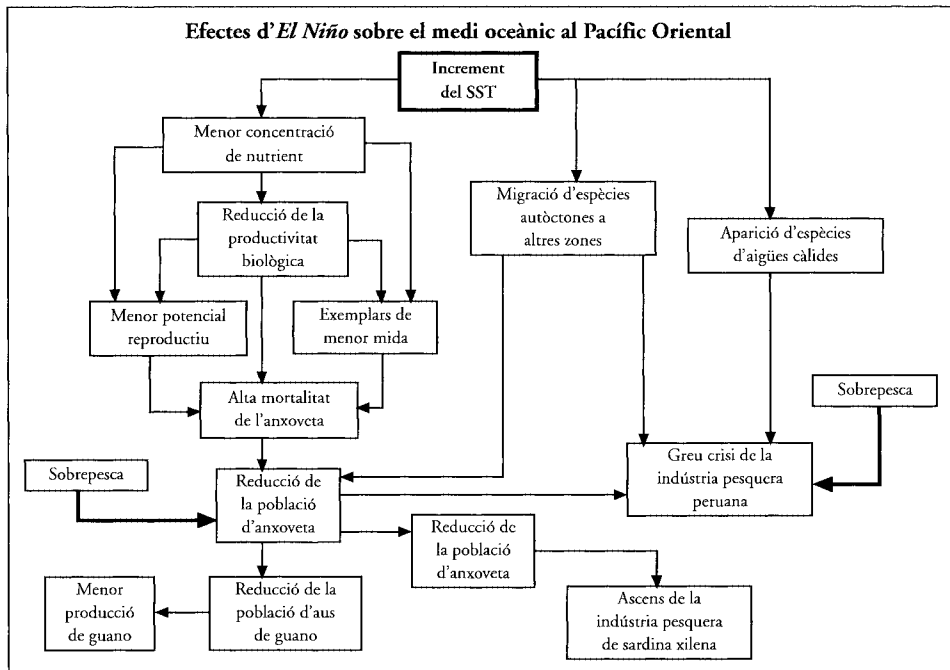 Efectes d'El Niño sobre el medi oceànic al Pacífic Oriental
Increment
del SST
Menor concentració
de nutrient
Migració d'espècies
autòctones a
altres zones
Reducció de la
productivitat
biològica
Aparició d'espècies
d'aigües càlides
Menor potencial
reproductiu
Exemplars de
menor mida
Alta mortalitat
de l'anxoveta
Sobrepesca
Sobrepesca
Reducció de
la població
d'anxoveta
Greu crisi de la
indústria pesquera
peruana
Reducció de
la població
d'anxoveta
Menor
producció
de guano
Reducció de la
població d'aus
de guano
Ascens de la
indústria pesquera
de sardina xilena